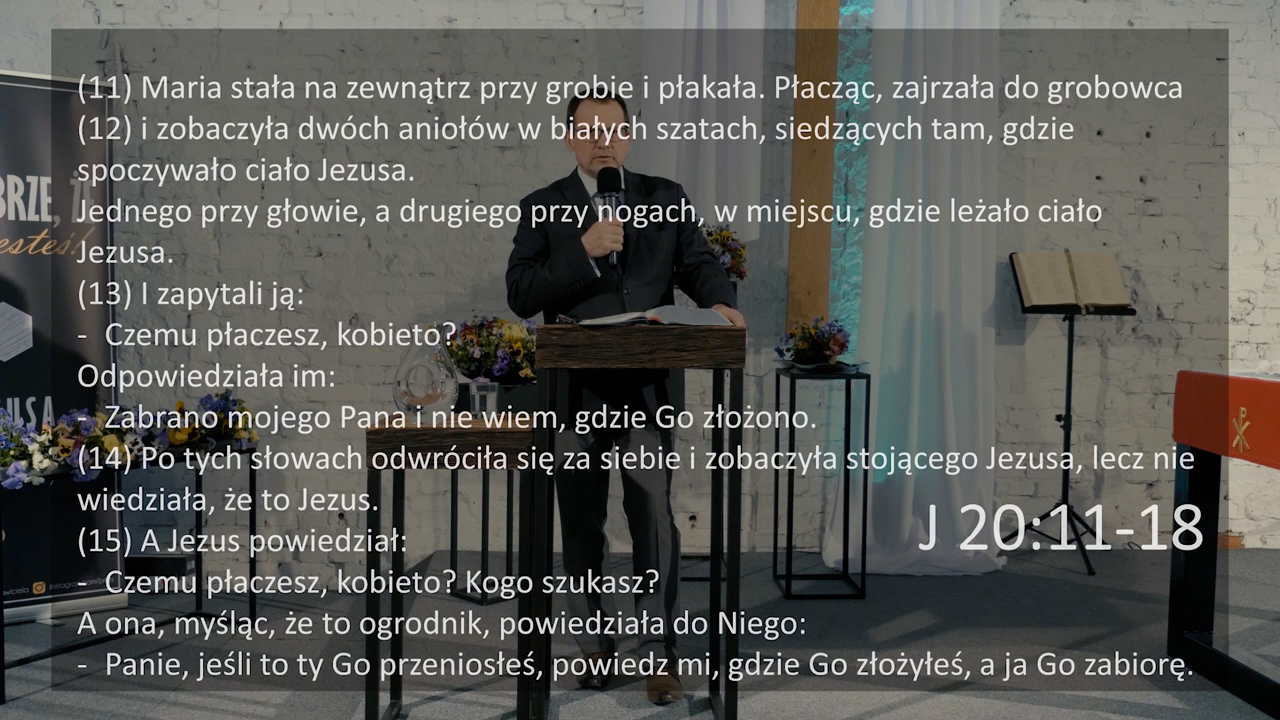 (11) Maria stała na zewnątrz przy grobie i płakała. Płacząc, zajrzała do grobowca
(12) i zobaczyła dwóch aniołów w białych szatach, siedzących tam, gdzie
spoczywało ciało Jezusa.
Jednego przy głowie, a drugiego przy nogach, w miejscu, gdzie leżało ciało
Jezusa.
(13) I zapytali ją:
- Czemu płaczesz, kobieto?
Odpowiedziała im:
- Zabrano mojego Pana i nie wiem, gdzie Go złożono.
(14) Po tych słowach odwróciła się za siebie i zobaczyła stojącego Jezusa, lecz nie
wiedziała, że to Jezus.
(15) A Jezus powiedział:
- Czemu płaczesz, kobieto? Kogo szukasz?
A ona, myśląc, że to ogrodnik, powiedziała do Niego:
- Panie, jeśli to ty Go przeniosłeś, powiedz mi, gdzie Go złożyłeś, a ja Go zabiorę.
J 20:11-18